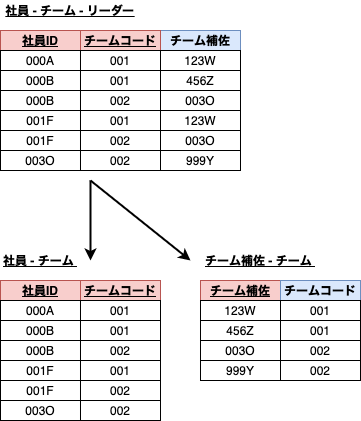 社員 - チーム - リーダー
社員ID チームコード チーム補佐
000A 001 123W
000B 001 456Z
000B 002 003O
001F 001 123W
001F 002 003O
003O 002 999Y
社員 - チーム
社員ID チームコード
000A 001
000B 001
000B 002
001F 001
001F 002
003O 002
チーム補佐 - チーム
チーム補佐 チームコード
123W 001
456Z 001
003O 002
999Y 002